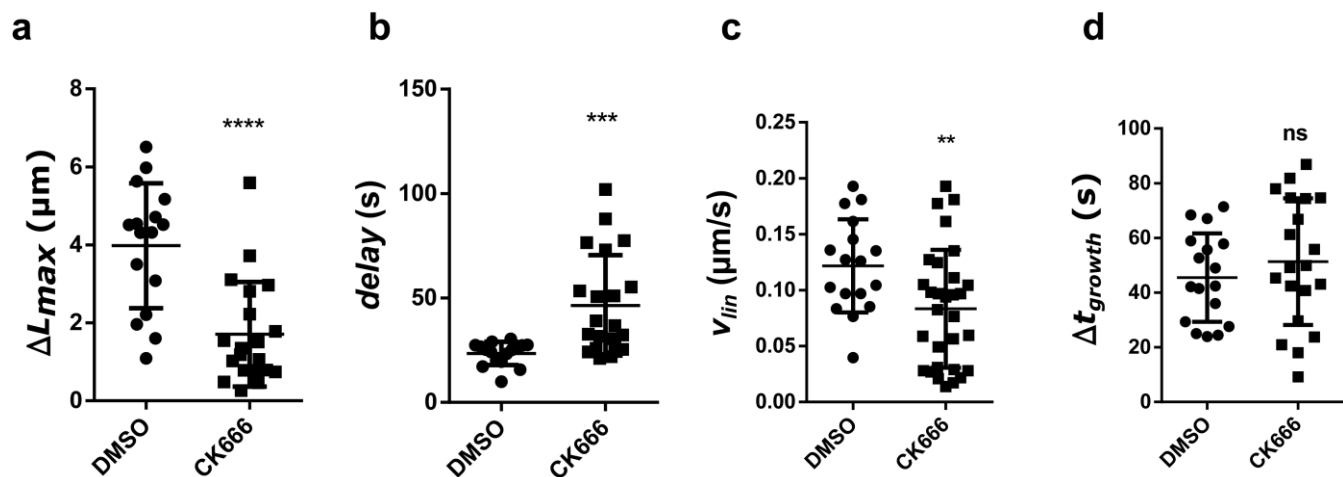 a
ΔLmax (μm)
8
6
4
2
0
****
DMSO
CK666
b
delay (s)
150
100
50
0
***
DMSO
CK666
c
vlin (μm/s)
0.25
0.20
0.15
0.10
0.05
0.00
**
DMSO
CK666
d
Δtgrowth (s)
100
80
60
40
20
0
ns
DMSO
CK666